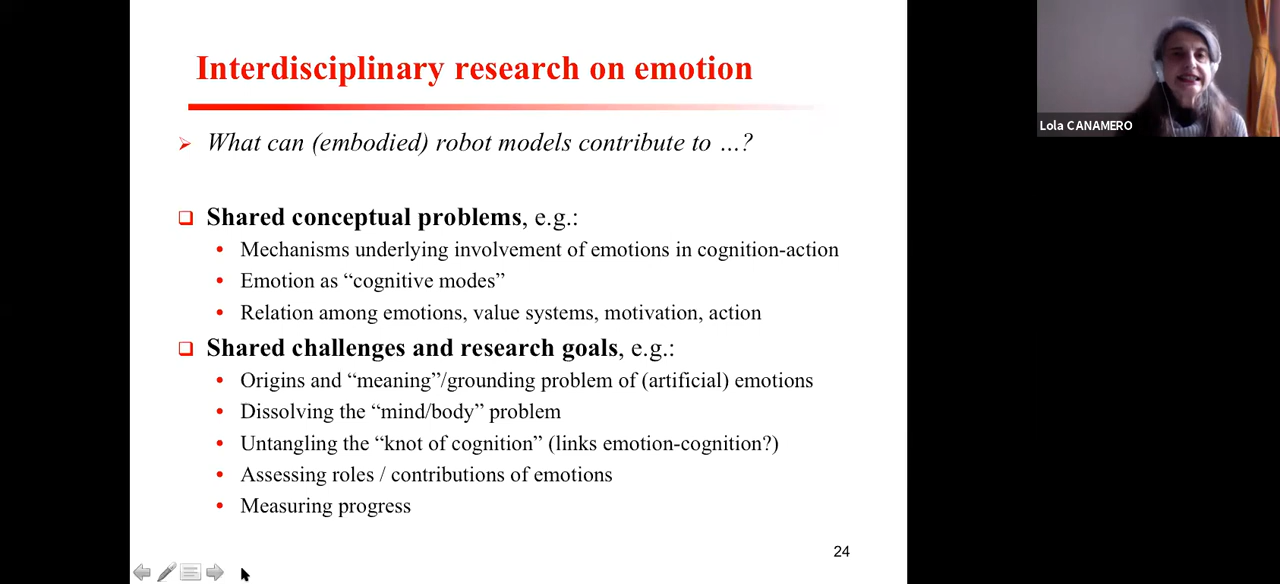 Interdisciplinary research on emotion
What can (embodied) robot models contribute to …?
Shared conceptual problems, e.g.:
Mechanisms underlying involvement of emotions in cognition-action
Emotion as “cognitive modes”
Relation among emotions, value systems, motivation, action
Shared challenges and research goals, e.g.:
Origins and “meaning”/grounding problem of (artificial) emotions
Dissolving the “mind/body” problem
Untangling the “knot of cognition” (links emotion-cognition?)
Assessing roles / contributions of emotions
Measuring progress
24
Lola CANAMERO